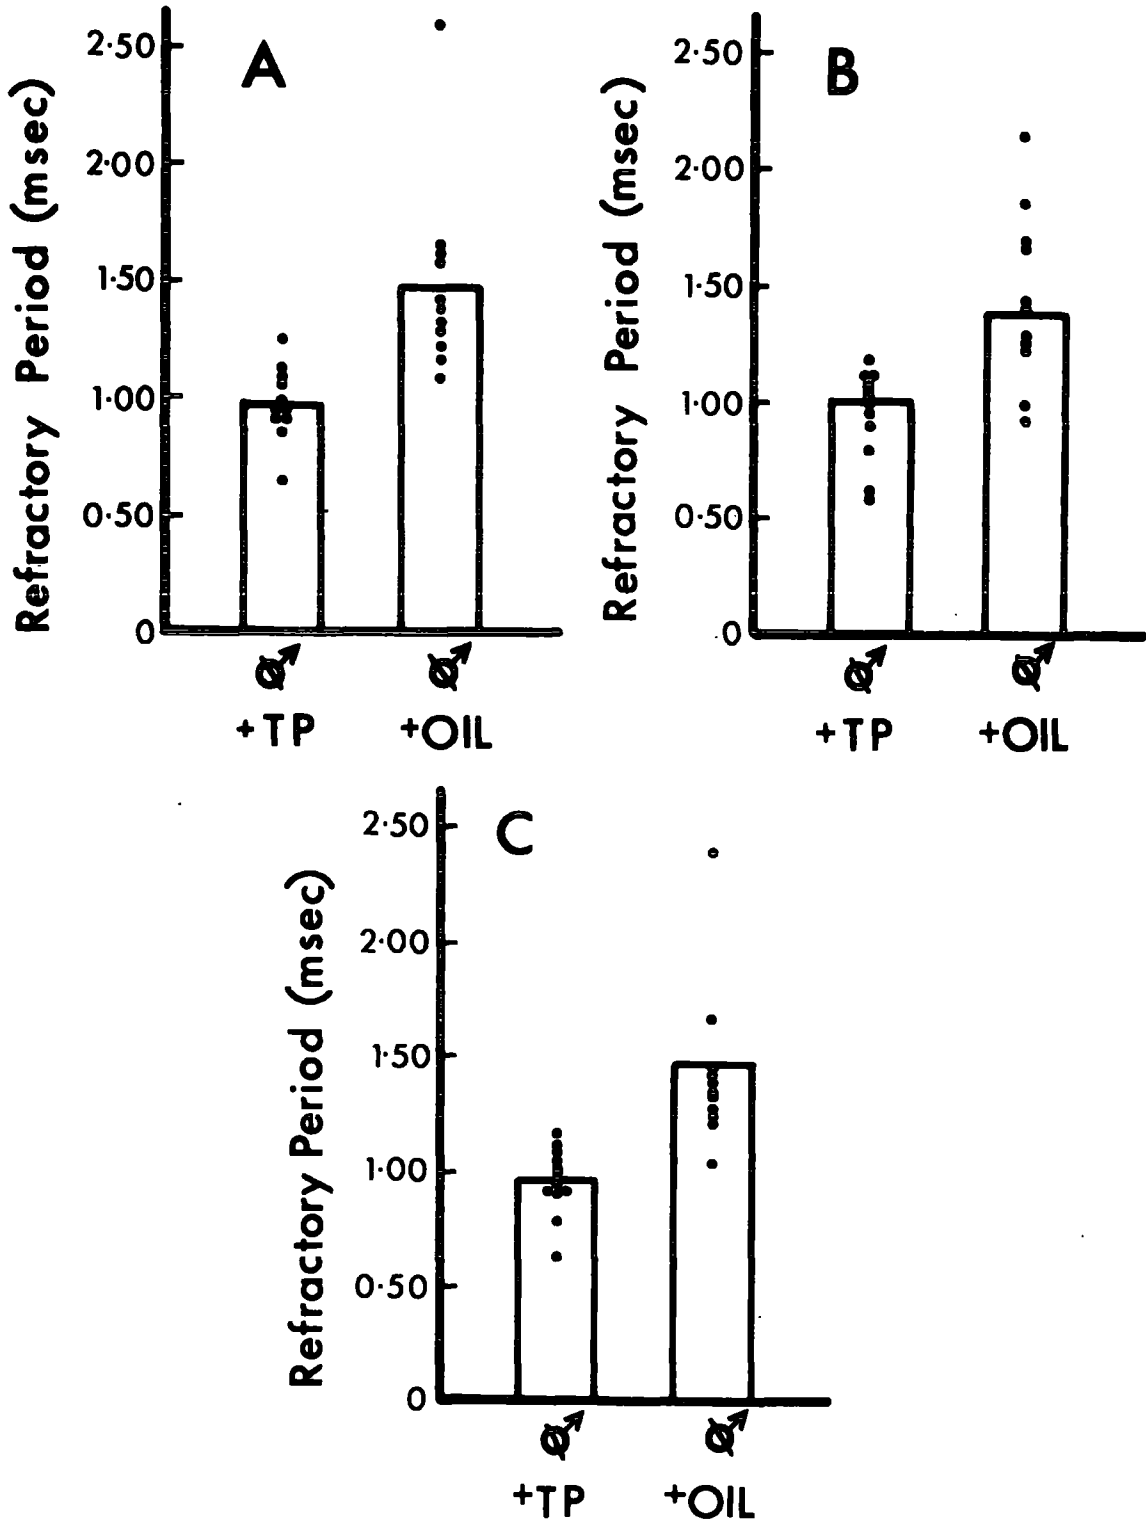 A
Refractory Period (msec)
2·50
2·00
1·50
1·00
0·50
0
+TP
+OIL
B
Refractory Period (msec)
2·50
2·00
1·50
1·00
0·50
0
+TP
+OIL
C
Refractory Period (msec)
2·50
2·00
1·50
1·00
0·50
0
+TP
+OIL